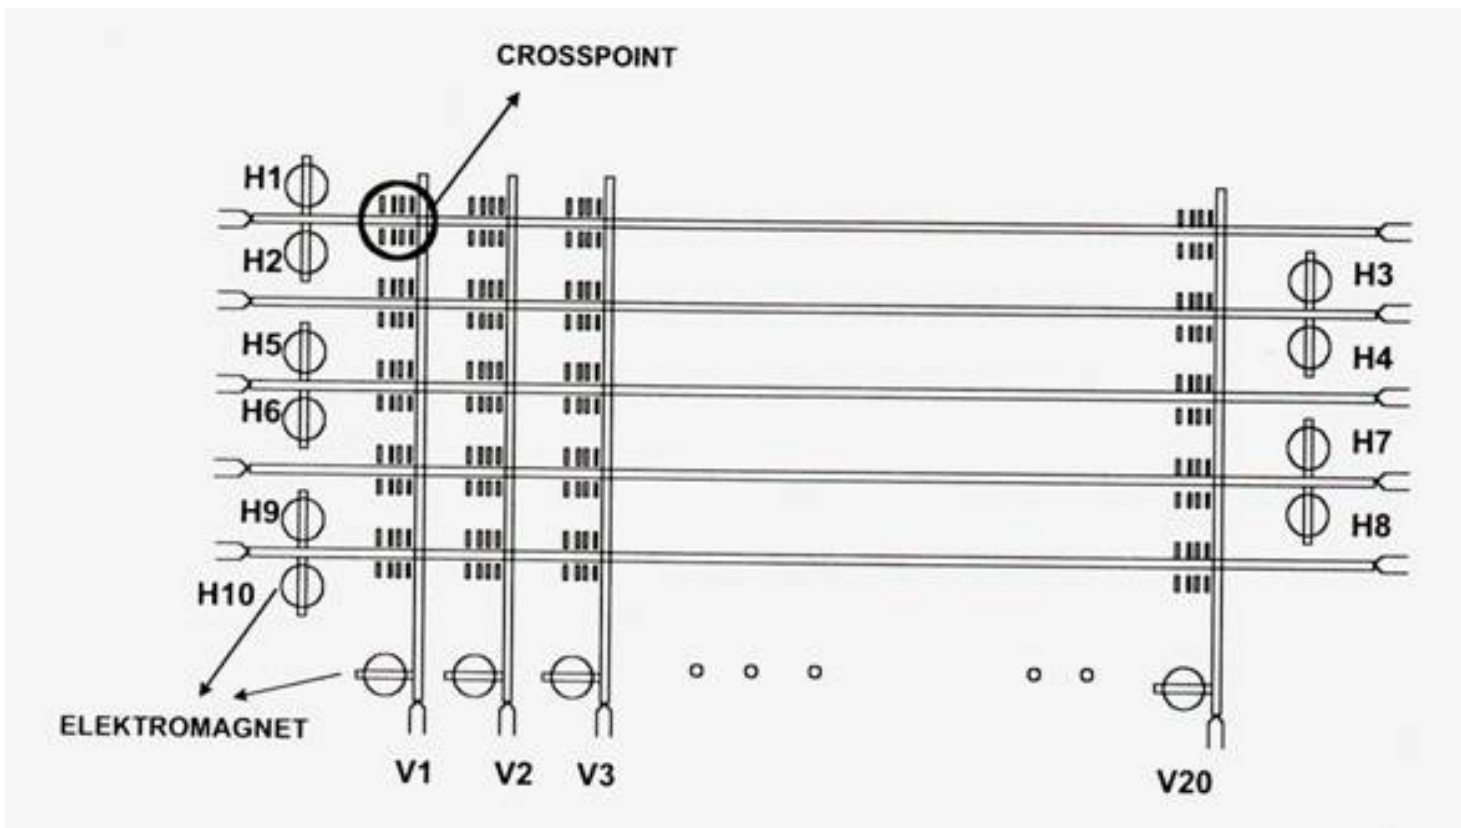 CROSSPOINT
H1
H2
H3
H5
H4
H6
H7
H9
H8
H10
ELEKTROMAGNET
V1 V2 V3 V20